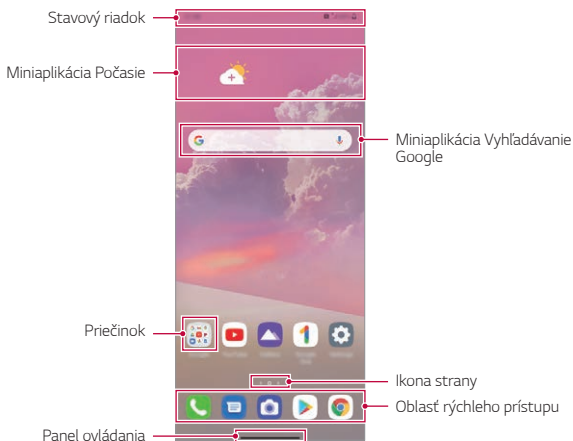 Stavový riadok
Miniaplikácia Počasie
Miniaplikácia Vyhľadávanie
Google
Priečinok
Ikona strany
Oblasť rýchleho prístupu
Panel ovládania